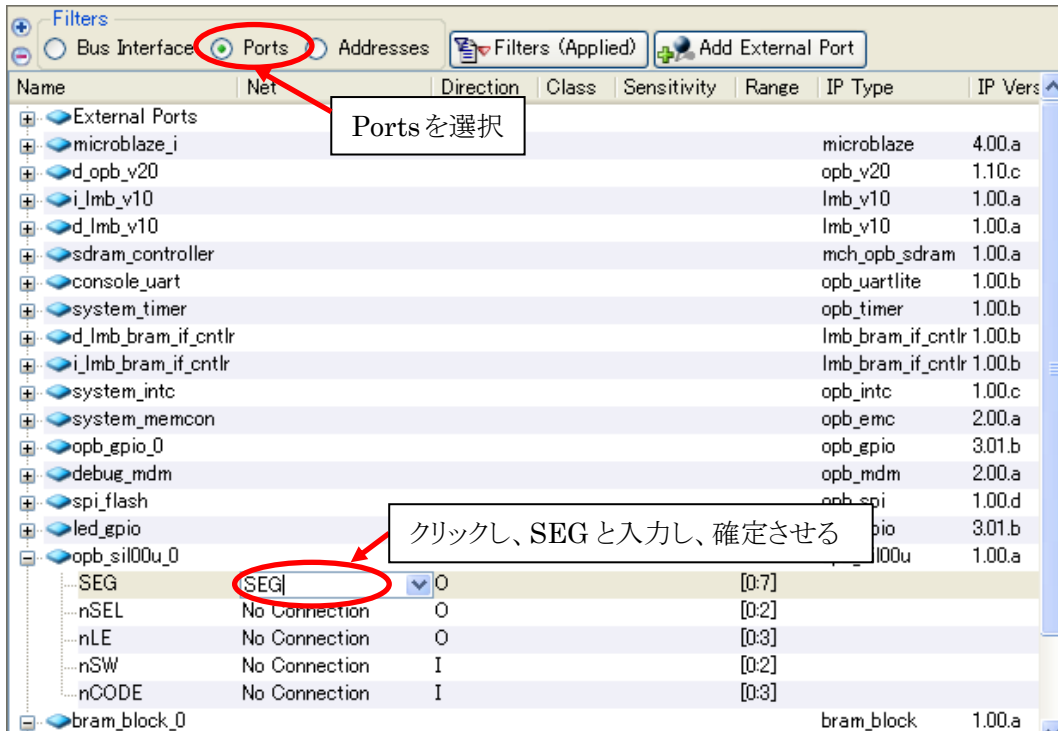 Filters
Bus Interface Ports Addresses Filters (Applied) Add External Port
Name Net Direction Class Sensitivity Range IP Type IP Vers
Portsを選択
External Ports
microblaze_i microblaze 4.00.a
d_opb_v20 opb_v20 1.10.c
i_lmb_v10 lmb_v10 1.00.a
d_lmb_v10 lmb_v10 1.00.a
sdram_controller mch_opb_sdram 1.00.a
console_uart opb_uartlite 1.00.b
system_timer opb_timer 1.00.b
d_lmb_bram_if_cntlr lmb_bram_if_cntlr 1.00.b
i_lmb_bram_if_cntlr lmb_bram_if_cntlr 1.00.b
system_intc opb_intc 1.00.c
system_memcon opb_emc 2.00.a
opb_gpio_0 opb_gpio 3.01.b
debug_mdm opb_mdm 2.00.a
spi_flash opb_spi 1.00.d
led_gpio 3.01.b
クリックし、SEG と入力し、確定させる
opb_sil00u_0 1.00.a
SEG SEG O [0:7]
nSEL No Connection O [0:2]
nLE No Connection O [0:3]
nSW No Connection I [0:2]
nCODE No Connection I [0:3]
bram_block_0 bram_block 1.00.a